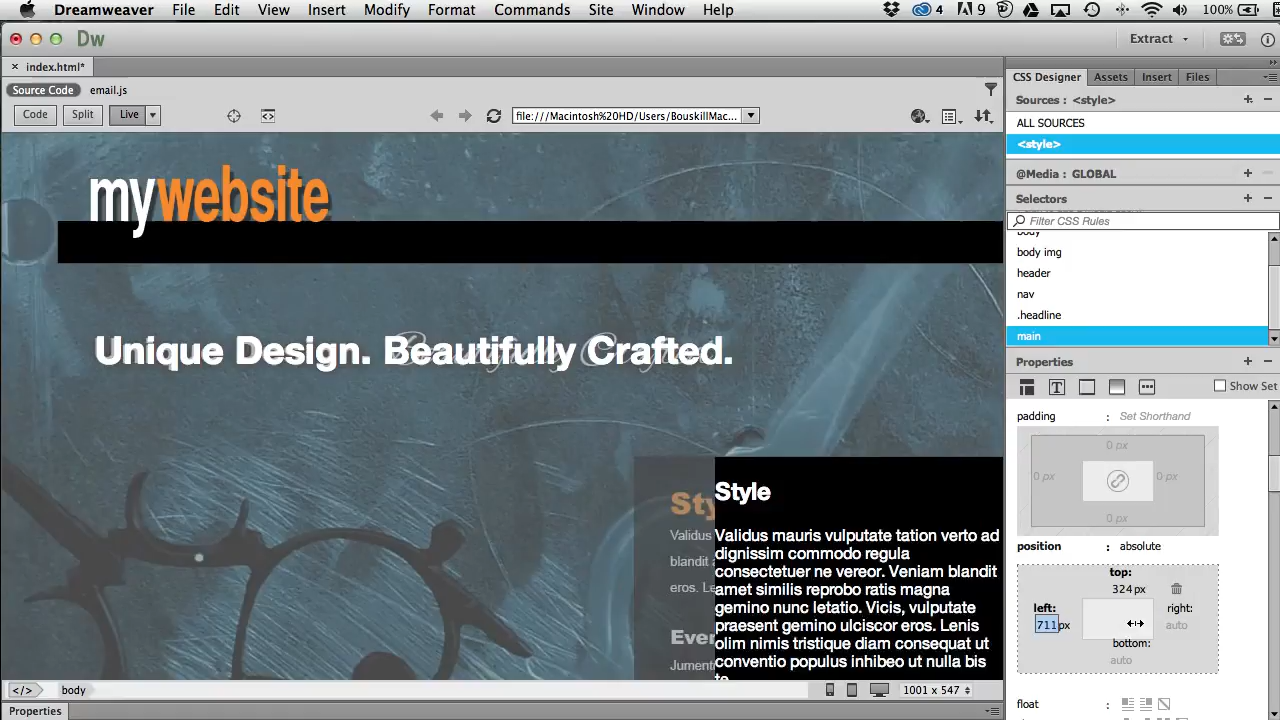 Dreamweaver File Edit View Insert Modify Format Commands Site Window Help 4 9 100%
Dw Extract
× index.html*
Source Code email.js
Code Split Live file:///Macintosh%20HD/Users/BouskillMac...
mywebsite
Unique Design. Beautifully Crafted.
Style
Validus mauris vulputate tation verto ad
dignissim commodo regula
consectetuer ne vereor. Veniam blandit
amet similis reprobo ratis magna
gemino nunc letatio. Vicis, vulputate
praesent gemino ulciscor eros. Lenis
olim nimis tristique diam consequat ut
conventio populus inhibeo ut nulla bis
te
Sty
Validus
blandit
eros. Le
Even
Jument
</> body 1001 × 547
Properties
CSS Designer Assets Insert Files
Sources : <style> + −
ALL SOURCES
<style>
@Media : GLOBAL +
Selectors + −
Filter CSS Rules
body
body img
header
nav
.headline
main
Properties + −
Show Set
padding : Set Shorthand
0 px
0 px 0 px
0 px
position : absolute
top:
324 px
left: right:
711 px auto
bottom:
auto
float :